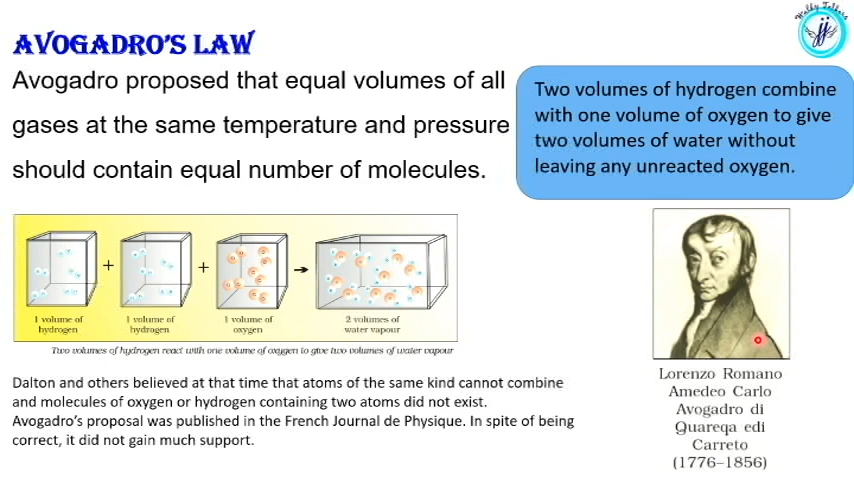 Wolly Talkers
jj
AVOGADRO'S LAW
Avogadro proposed that equal volumes of all
gases at the same temperature and pressure
should contain equal number of molecules.
Two volumes of hydrogen combine
with one volume of oxygen to give
two volumes of water without
leaving any unreacted oxygen.
+
+
1 volume of
hydrogen
1 volume of
hydrogen
1 volume of
oxygen
2 volumes of
water vapour
Two volumes of hydrogen react with one volume of oxygen to give two volumes of water vapour
Dalton and others believed at that time that atoms of the same kind cannot combine
and molecules of oxygen or hydrogen containing two atoms did not exist.
Avogadro's proposal was published in the French Journal de Physique. In spite of being
correct, it did not gain much support.
Lorenzo Romano
Amedeo Carlo
Avogadro di
Quareqa edi
Carreto
(1776–1856)